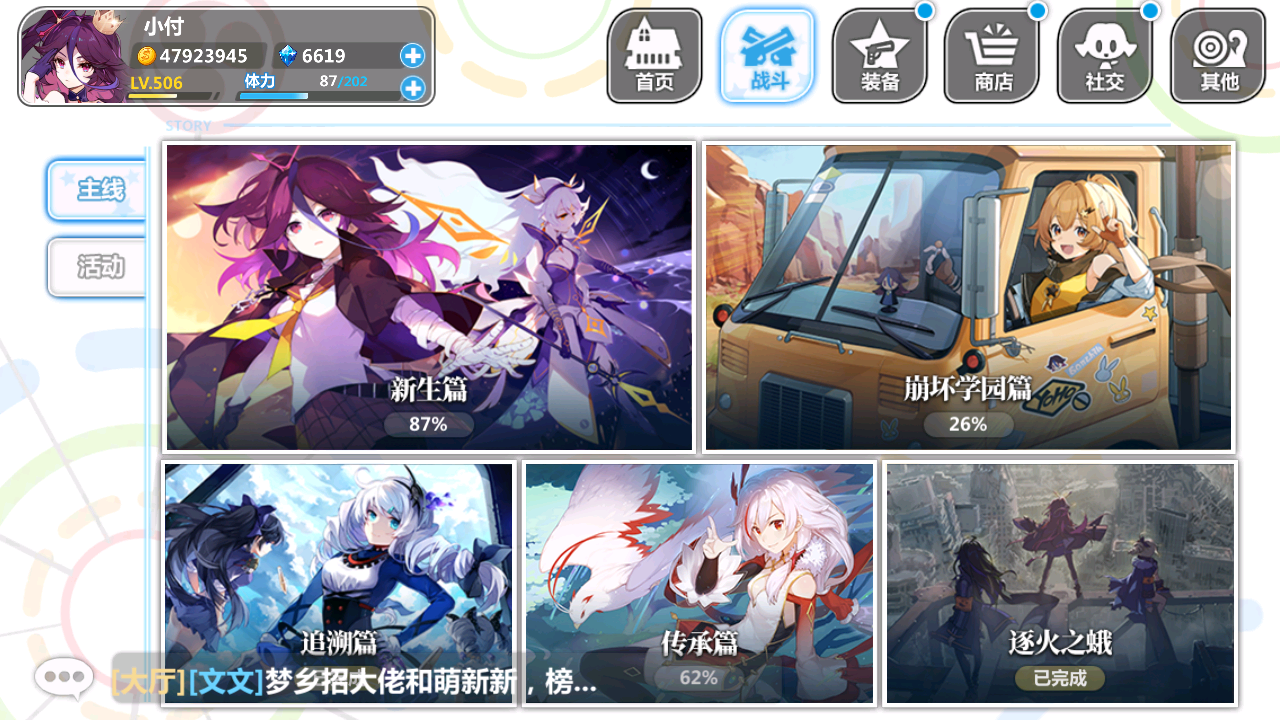 小付
47923945
6619
LV.506
体力
87/202
首页
战斗
装备
商店
社交
其他
STORY
主线
活动
新生篇
87%
崩坏学园篇
26%
追溯篇
传承篇
62%
逐火之蛾
已完成
[大厅][文文]梦乡招大佬和萌新新，榜...